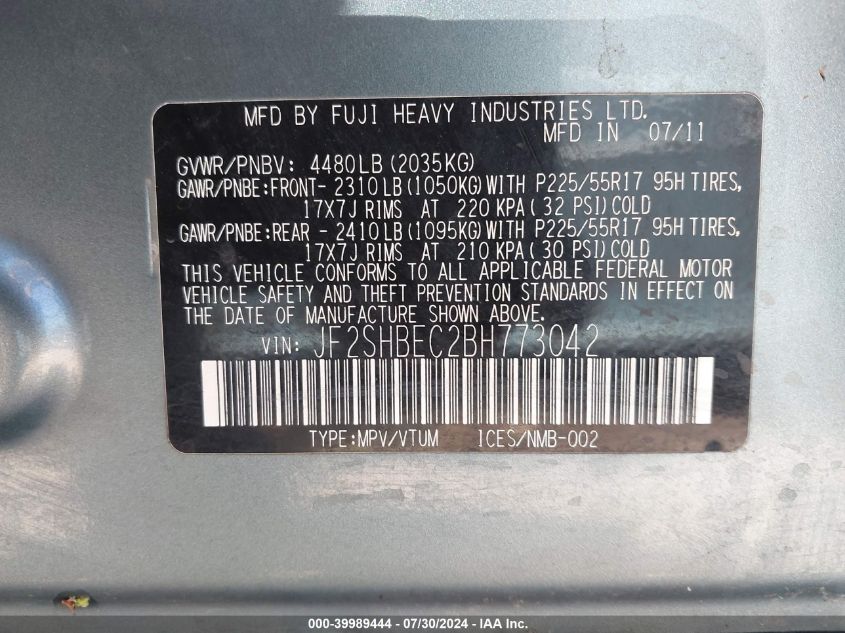 MFD BY FUJI HEAVY INDUSTRIES LTD.
MFD IN 07/11
GVWR/PNBV: 4480LB(2035KG)
GAWR/PNBE:FRONT- 2310LB(1050KG)WITH P225/55R17 95H TIRES,
17X7J RIMS AT 220 KPA( 32 PSI)COLD
GAWR/PNBE:REAR - 2410LB(1095KG)WITH P225/55R17 95H TIRES,
17X7J RIMS AT 210 KPA( 30 PSI)COLD
THIS VEHICLE CONFORMS TO ALL APPLICABLE FEDERAL MOTOR
VEHICLE SAFETY AND THEFT PREVENTION STANDARDS IN EFFECT ON
THE DATE OF MANUFACTURE SHOWN ABOVE.
VIN: JF2SHBEC2BH773042
TYPE:MPV/VTUM ICES/NMB-002
000-39989444 - 07/30/2024 - IAA Inc.